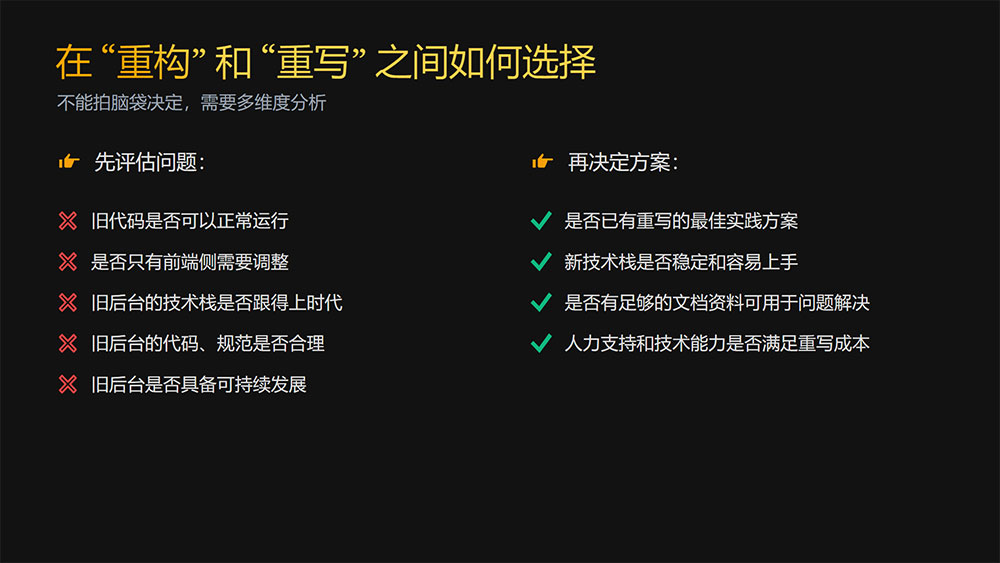 在 “重构” 和 “重写” 之间如何选择
不能拍脑袋决定，需要多维度分析
先评估问题：
旧代码是否可以正常运行
是否只有前端侧需要调整
旧后台的技术栈是否跟得上时代
旧后台的代码、规范是否合理
旧后台是否具备可持续发展
再决定方案：
是否已有重写的最佳实践方案
新技术栈是否稳定和容易上手
是否有足够的文档资料可用于问题解决
人力支持和技术能力是否满足重写成本